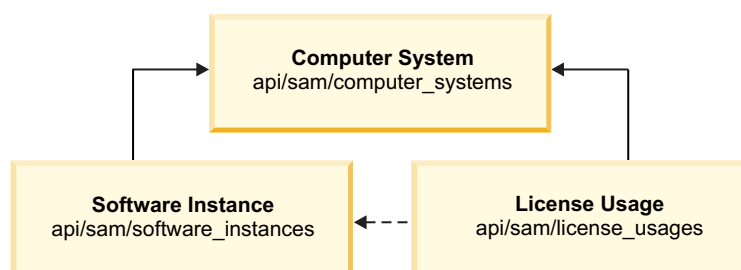 Computer System
api/sam/computer_systems
Software Instance
api/sam/software_instances
License Usage
api/sam/license_usages